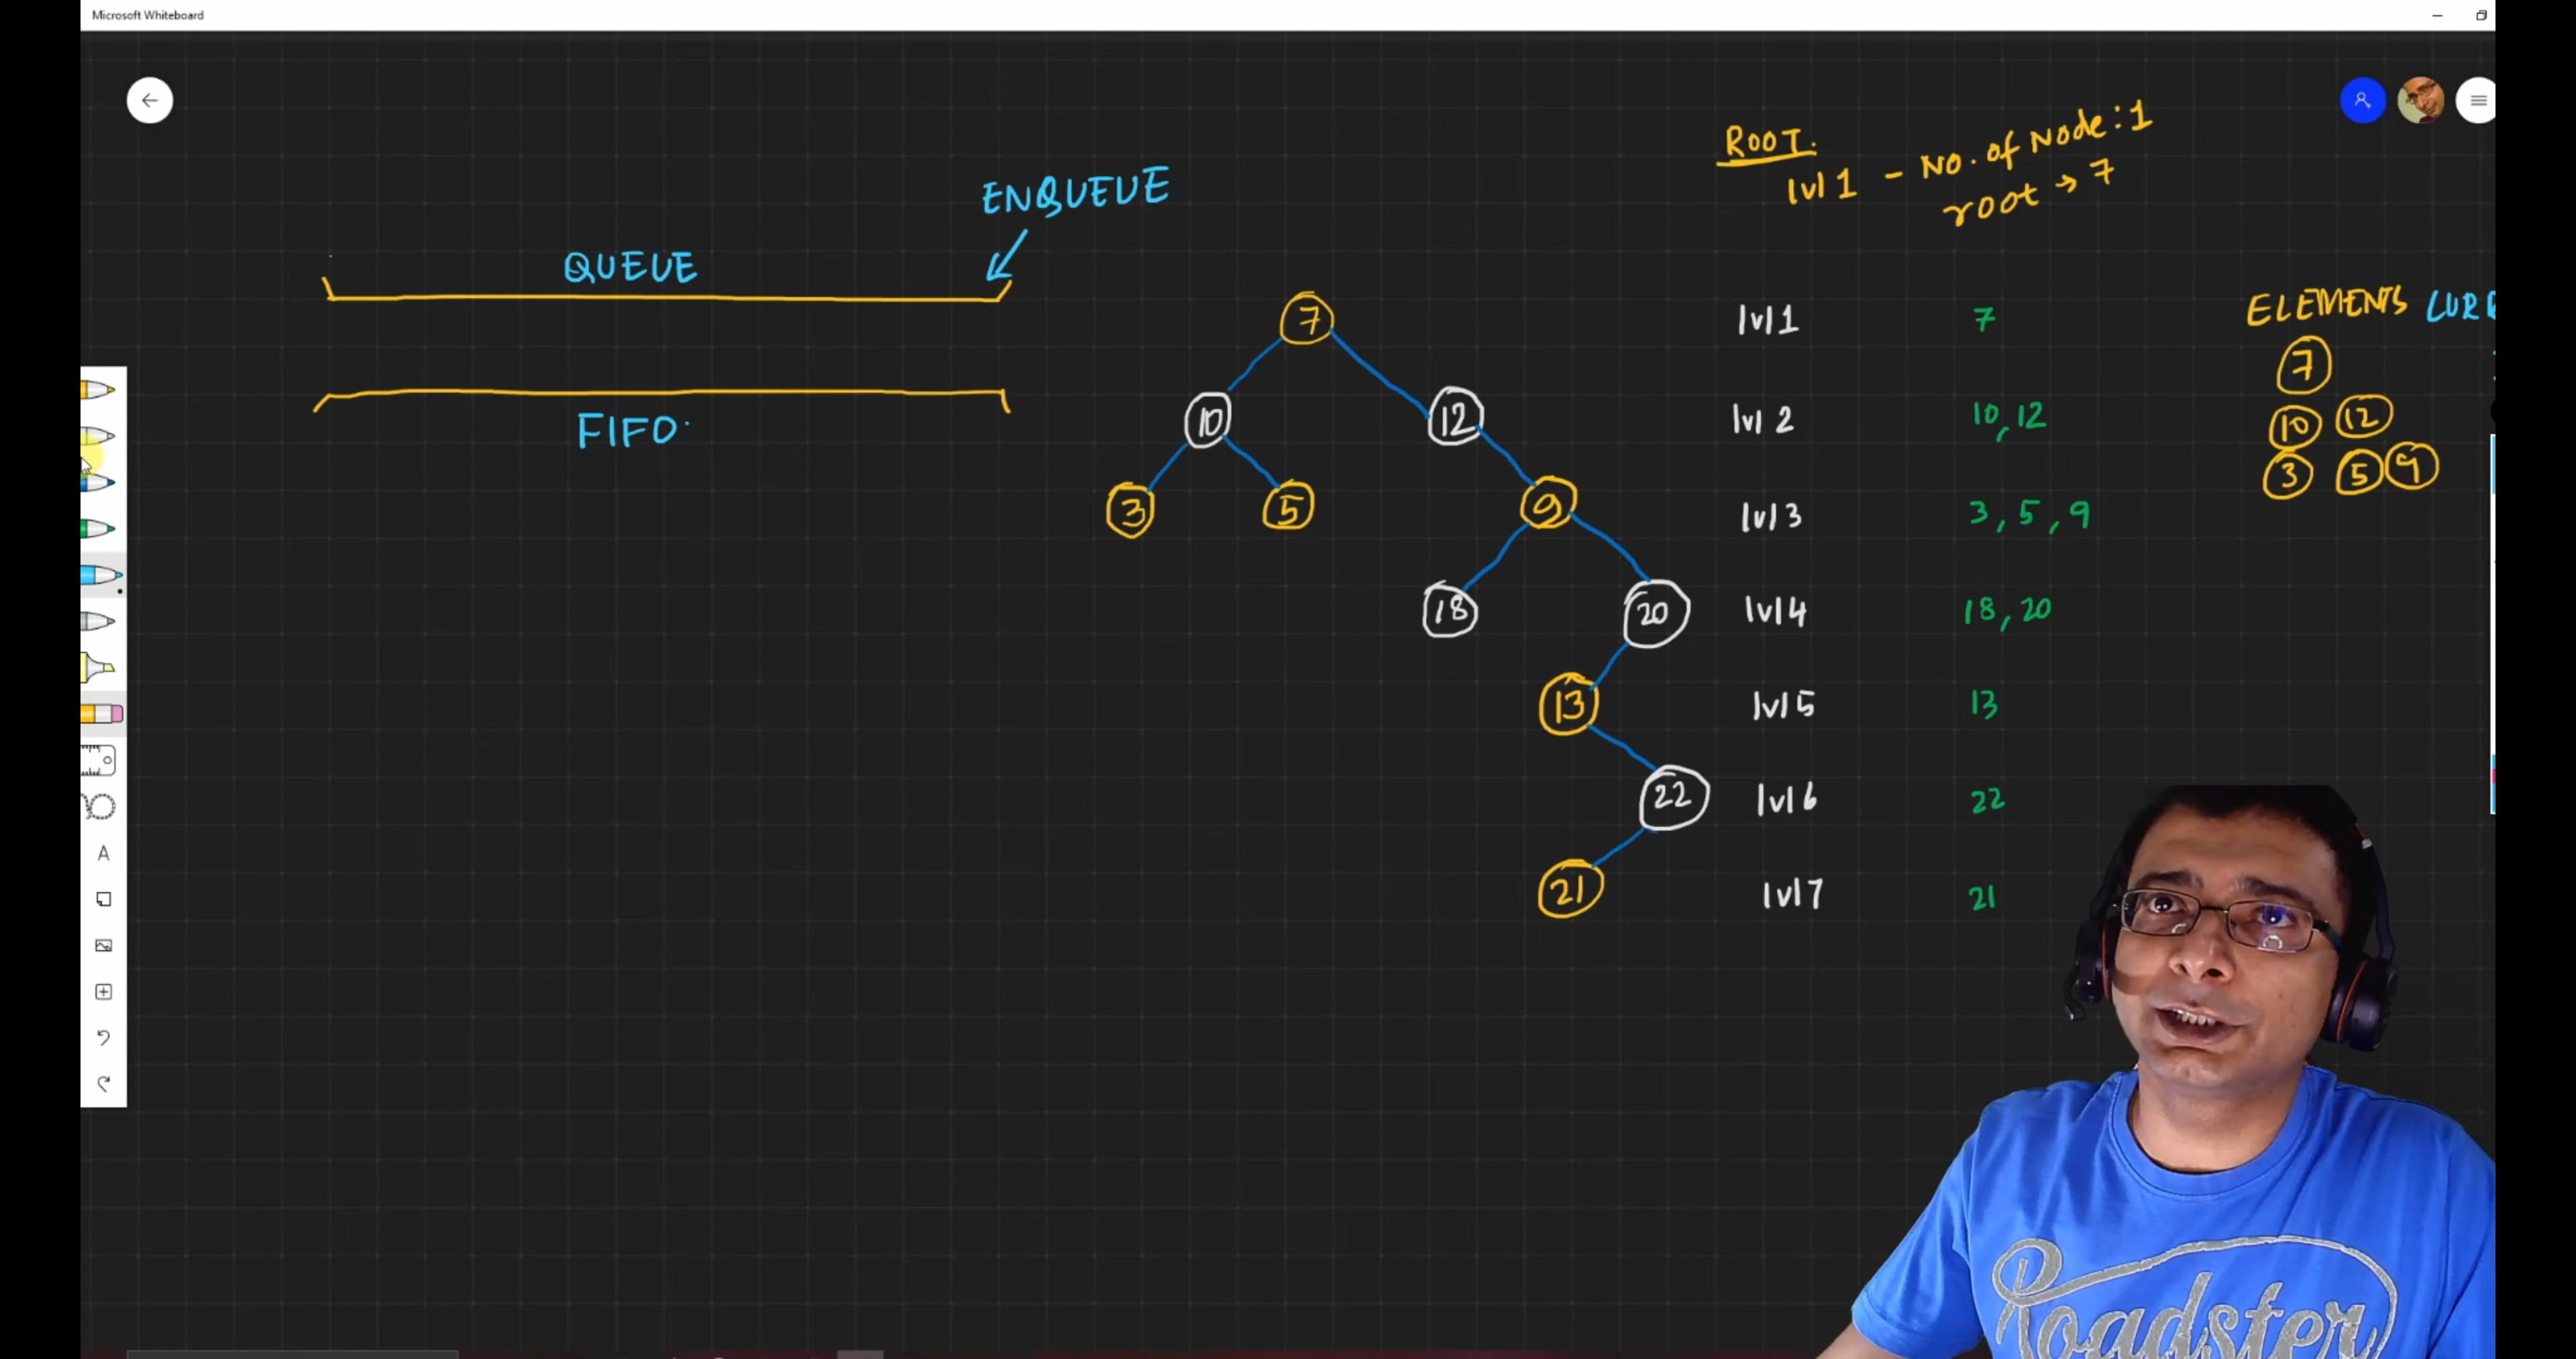 Microsoft Whiteboard
ROOT.
lvl 1 - No. of Node : 1
root → 7
ENQUEUE
QUEUE
FIFO
7
10 12
3 5 9
18 20
13
22
21
lvl 1 7
lvl 2 10, 12
lvl 3 3, 5, 9
lvl 4 18, 20
lvl 5 13
lvl 6 22
lvl 7 21
ELEMENTS
7
10 12
3 5 9
A
Roadster